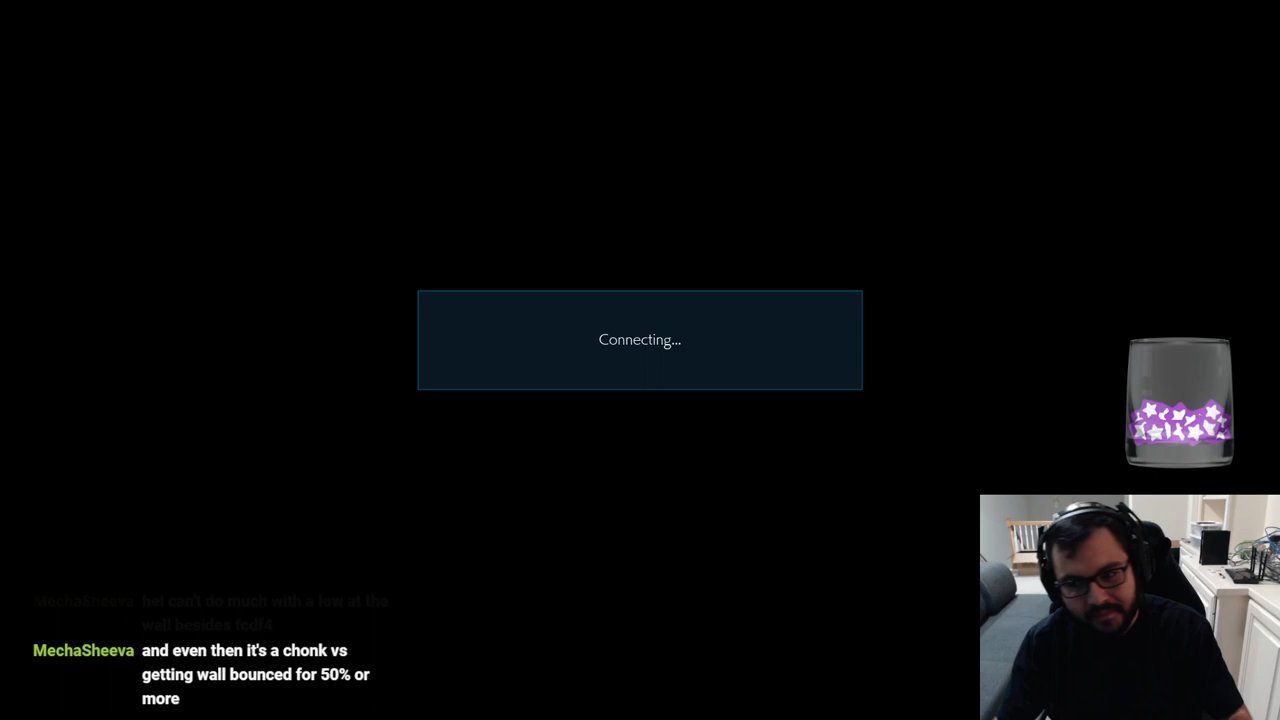 Connecting...
MechaSheeva hei can't do much with a low at the
wall besides fcdf4
MechaSheeva and even then it's a chonk vs
getting wall bounced for 50% or
more